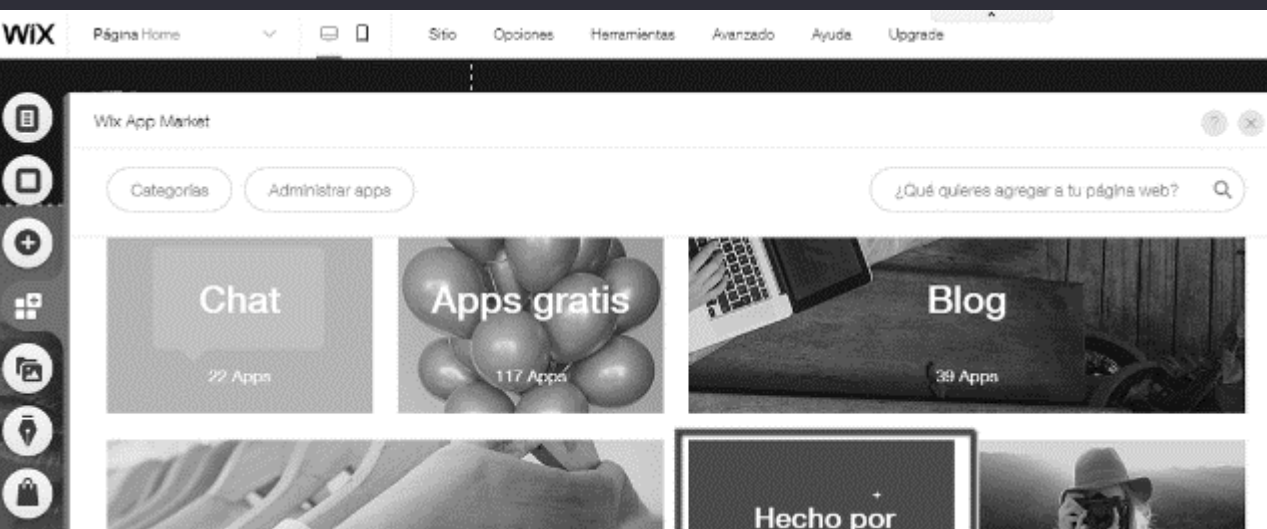 WiX Página Home Sitio Opciones Herramientas Avanzado Ayuda Upgrade
Wix App Market ?
Categorías Administrar apps ¿Qué quieres agregar a tu página web?
Chat Apps gratis Blog
22 Apps 117 Apps 39 Apps
Hecho por